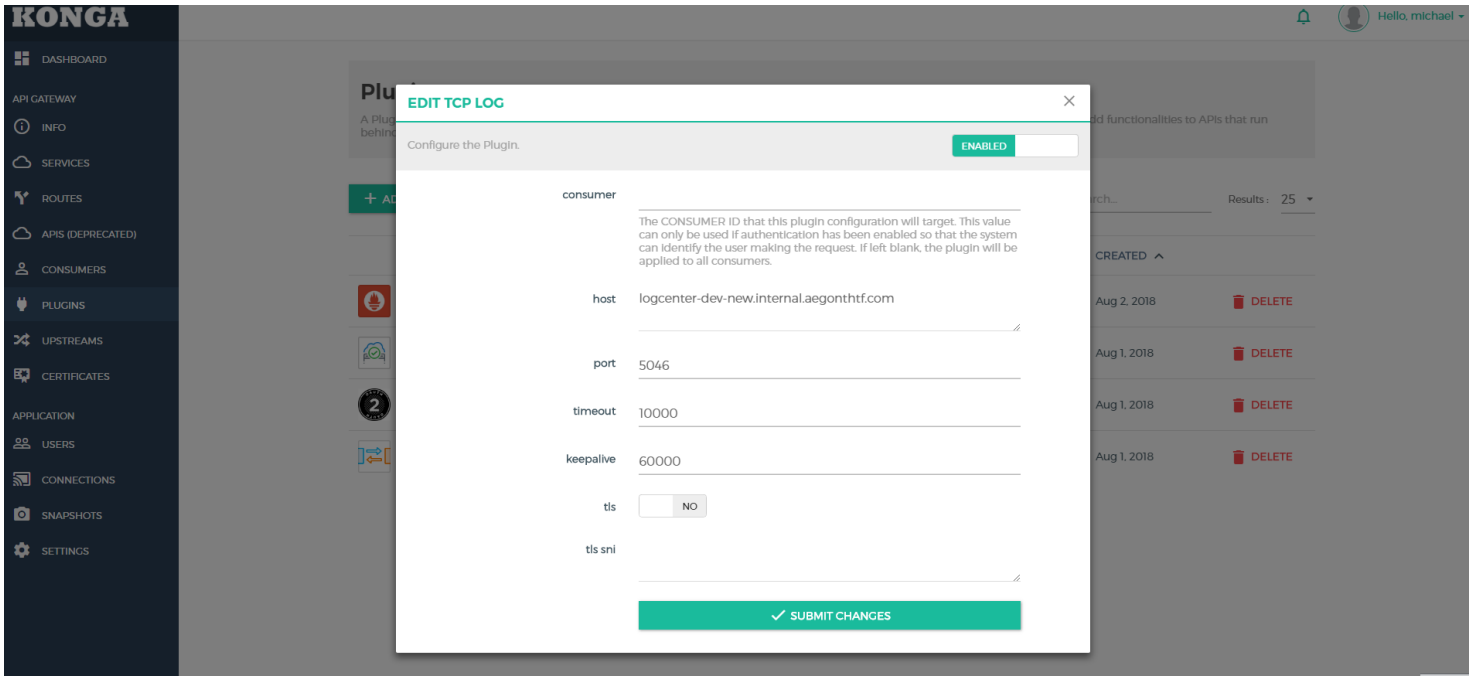 KONGA
Hello, michael
DASHBOARD
API GATEWAY
INFO
SERVICES
ROUTES
APIS (DEPRECATED)
CONSUMERS
PLUGINS
UPSTREAMS
CERTIFICATES
APPLICATION
USERS
CONNECTIONS
SNAPSHOTS
SETTINGS
Plu
A Plug
dd functionalities to APIs that run
behind
+ AD
rch...
Results : 25
CREATED
Aug 2, 2018 DELETE
Aug 1, 2018 DELETE
2
Aug 1, 2018 DELETE
Aug 1, 2018 DELETE
EDIT TCP LOG
Configure the Plugin.
ENABLED
consumer
The CONSUMER ID that this plugin configuration will target. This value
can only be used if authentication has been enabled so that the system
can identify the user making the request. If left blank, the plugin will be
applied to all consumers.
host logcenter-dev-new.internal.aegonthtf.com
port 5046
timeout 10000
keepalive 60000
tls NO
tls sni
SUBMIT CHANGES